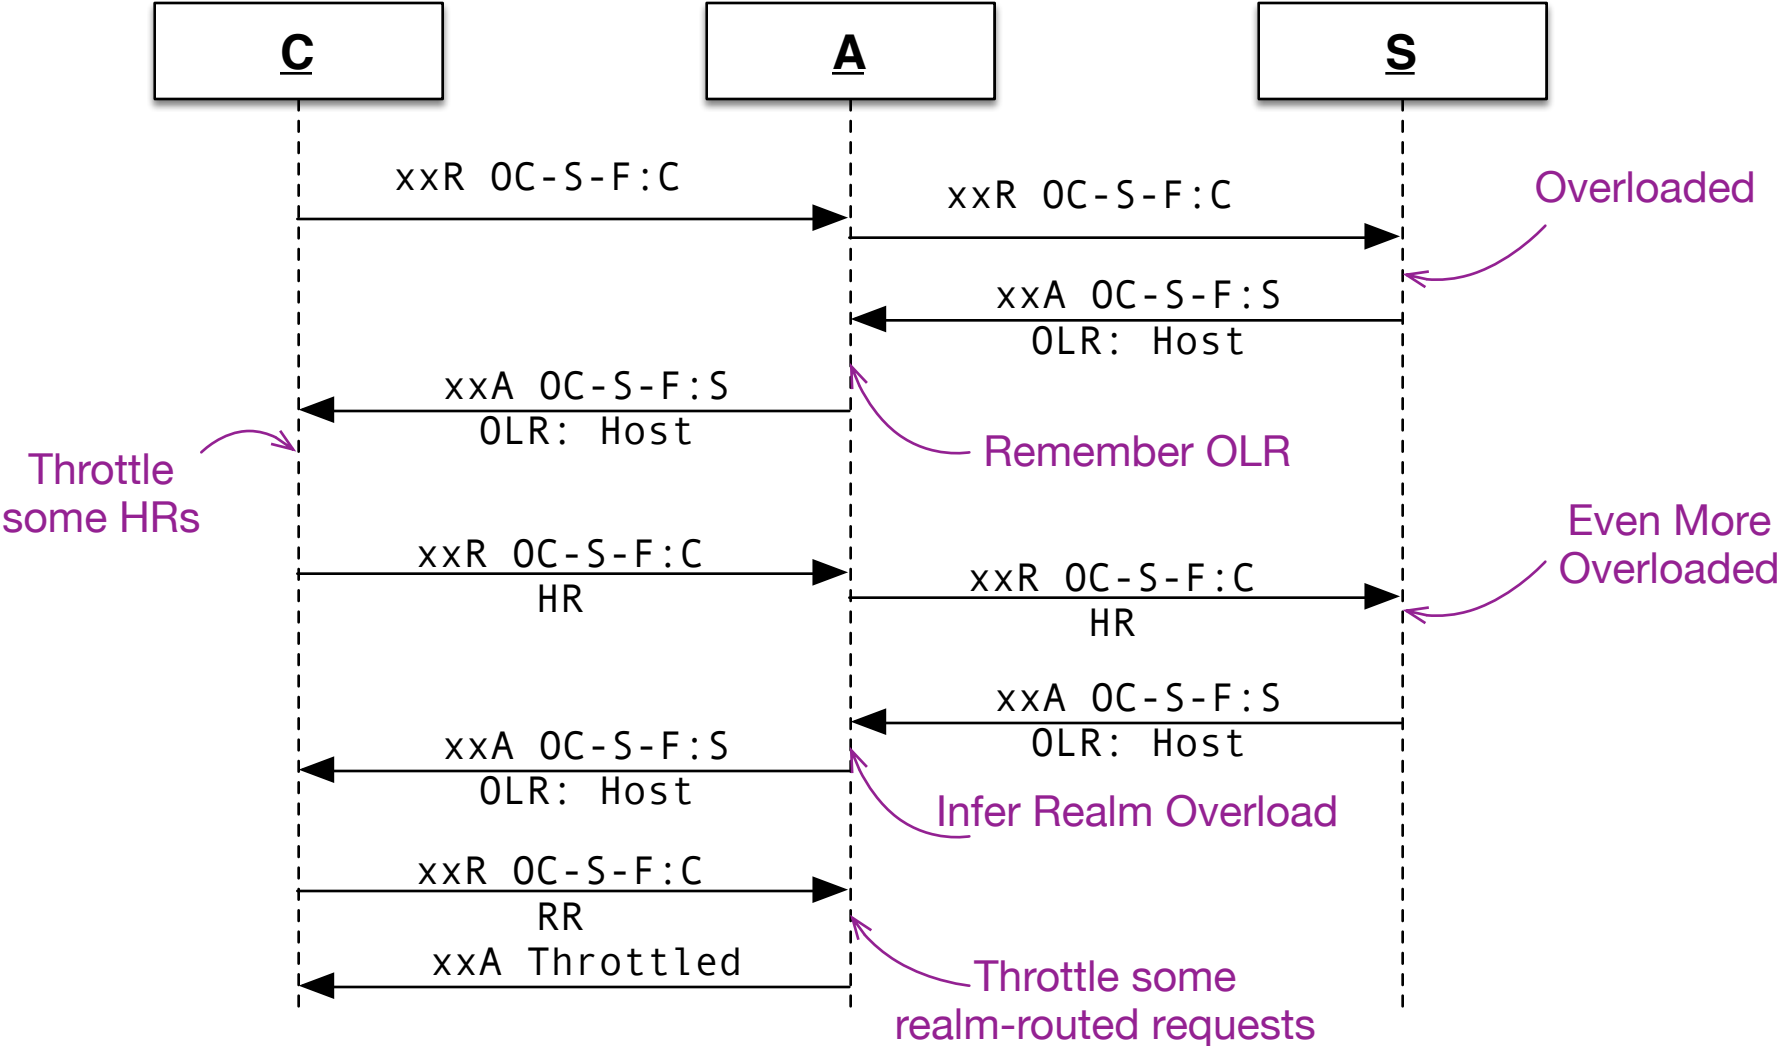 C
A
S
xxR OC-S-F:C
xxR OC-S-F:C
Overloaded
xxA OC-S-F:S
OLR: Host
xxA OC-S-F:S
OLR: Host
Remember OLR
Throttle
some HRs
xxR OC-S-F:C
HR
xxR OC-S-F:C
HR
Even More
Overloaded
xxA OC-S-F:S
OLR: Host
xxA OC-S-F:S
OLR: Host
Infer Realm Overload
xxR OC-S-F:C
RR
xxA Throttled
Throttle some
realm-routed requests